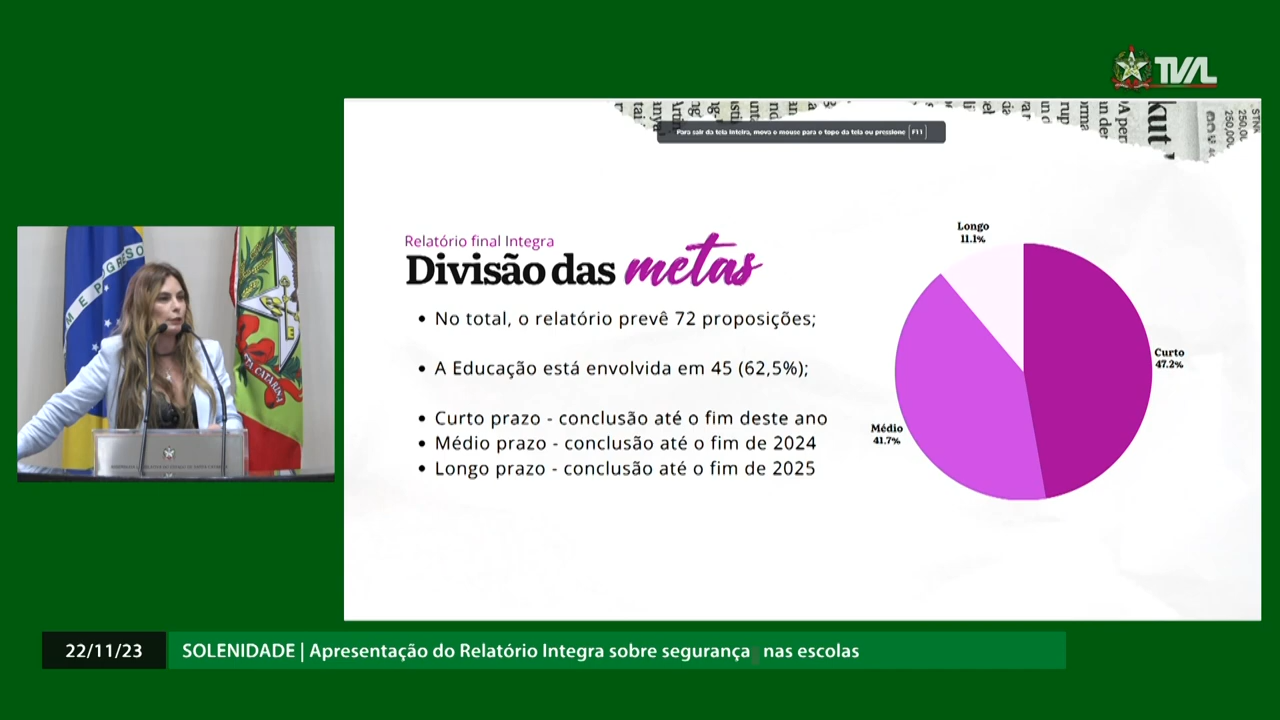 TVAL
Para sair da tela inteira, mova o mouse para o topo da tela ou pressione F11
Relatório final Integra
Divisão das metas
• No total, o relatório prevê 72 proposições;
• A Educação está envolvida em 45 (62,5%);
• Curto prazo - conclusão até o fim deste ano
• Médio prazo - conclusão até o fim de 2024
• Longo prazo - conclusão até o fim de 2025
Longo
11.1%
Curto
47.2%
Médio
41.7%
22/11/23
SOLENIDADE | Apresentação do Relatório Integra sobre segurança nas escolas